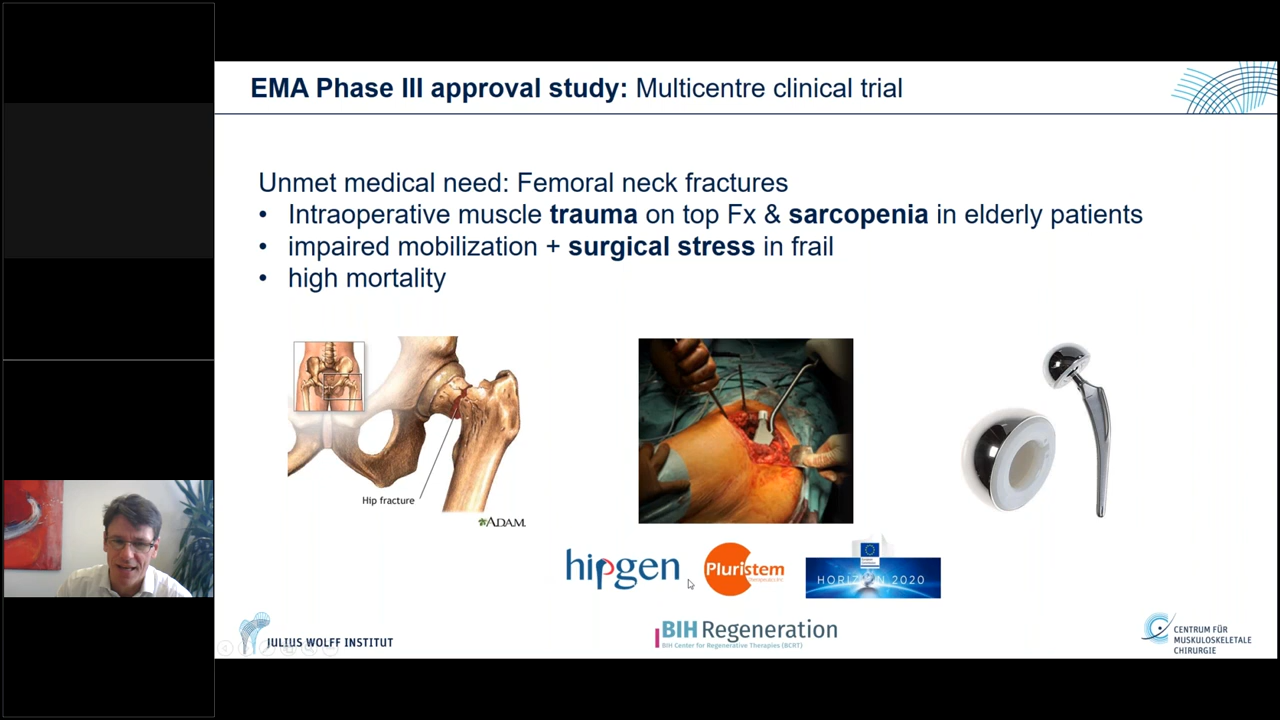 EMA Phase III approval study: Multicentre clinical trial
Unmet medical need: Femoral neck fractures
• Intraoperative muscle trauma on top Fx & sarcopenia in elderly patients
• impaired mobilization + surgical stress in frail
• high mortality
Hip fracture
ADAM.
hipgen
Pluristem
HORIZON 2020
JULIUS WOLFF INSTITUT
BIH Regeneration
BIH Center for Regenerative Therapies (BCRT)
CENTRUM FÜR
MUSKULOSKELETALE
CHIRURGIE